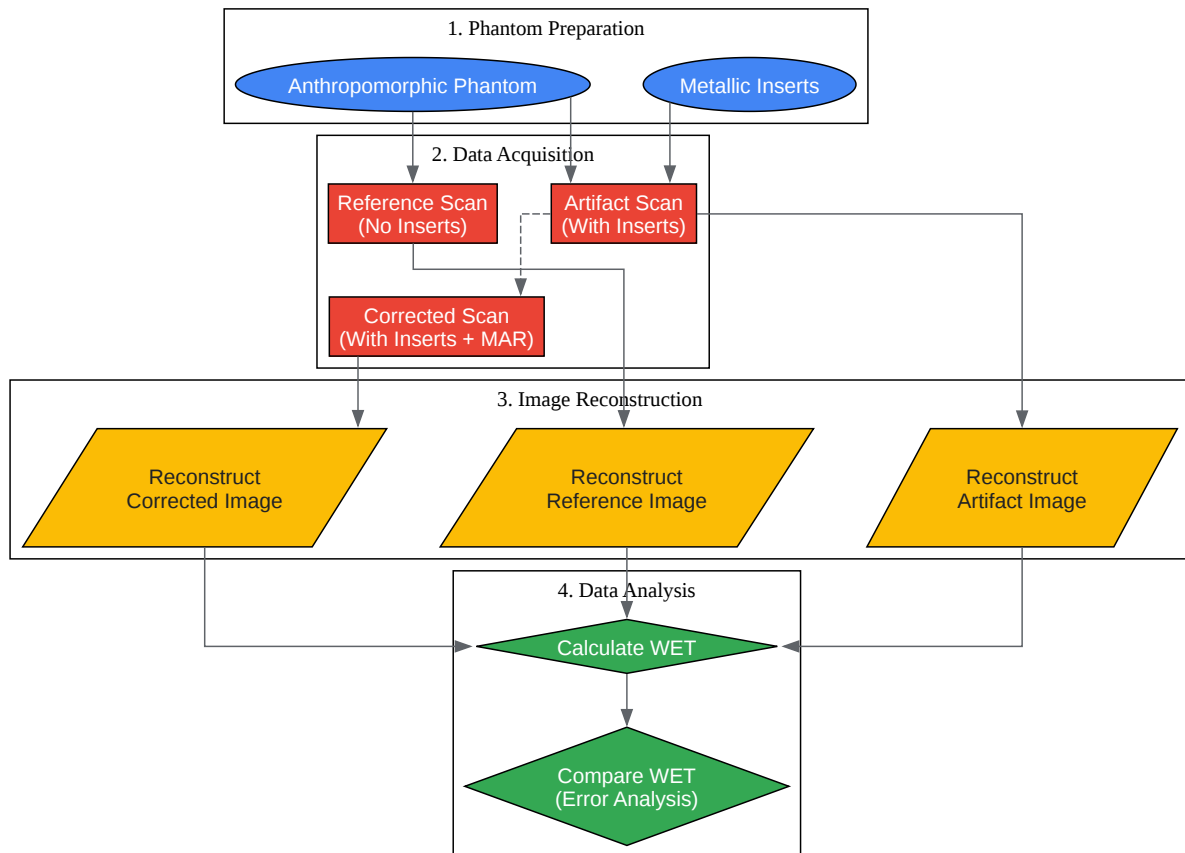 1. Phantom Preparation
Anthropomorphic Phantom
Metallic Inserts
2. Data Acquisition
Reference Scan
(No Inserts)
Artifact Scan
(With Inserts)
Corrected Scan
(With Inserts + MAR)
3. Image Reconstruction
Reconstruct
Corrected Image
Reconstruct
Reference Image
Reconstruct
Artifact Image
4. Data Analysis
Calculate WET
Compare WET
(Error Analysis)